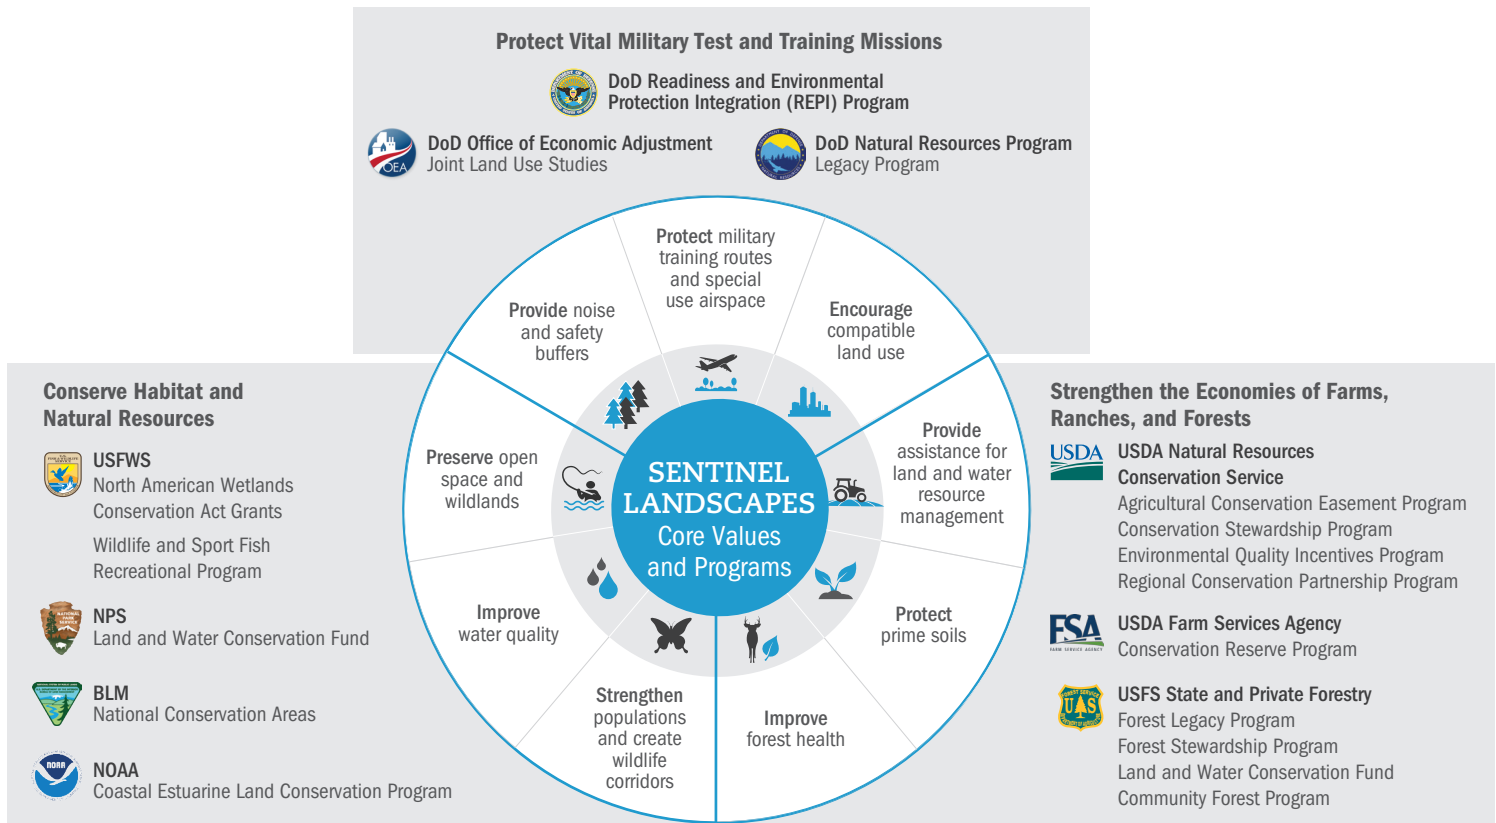 Protect Vital Military Test and Training Missions
DoD Readiness and Environmental
Protection Integration (REPI) Program
OEA
DoD Office of Economic Adjustment
Joint Land Use Studies
DoD Natural Resources Program
Legacy Program
Protect military
training routes
and special
use airspace
Provide noise
and safety
buffers
Encourage
compatible
land use
Preserve open
space and
wildlands
Provide
assistance for
land and water
resource
management
SENTINEL
LANDSCAPES
Core Values
and Programs
Improve
water quality
Protect
prime soils
Strengthen
populations
and create
wildlife
corridors
Improve
forest health
Conserve Habitat and
Natural Resources
USFWS
North American Wetlands
Conservation Act Grants
Wildlife and Sport Fish
Recreational Program
NPS
Land and Water Conservation Fund
BLM
National Conservation Areas
NOAA
NOAA
Coastal Estuarine Land Conservation Program
Strengthen the Economies of Farms,
Ranches, and Forests
USDA
USDA Natural Resources
Conservation Service
Agricultural Conservation Easement Program
Conservation Stewardship Program
Environmental Quality Incentives Program
Regional Conservation Partnership Program
FSA
FARM SERVICE AGENCY
USDA Farm Services Agency
Conservation Reserve Program
FOREST SERVICE
U S
USFS State and Private Forestry
Forest Legacy Program
Forest Stewardship Program
Land and Water Conservation Fund
Community Forest Program